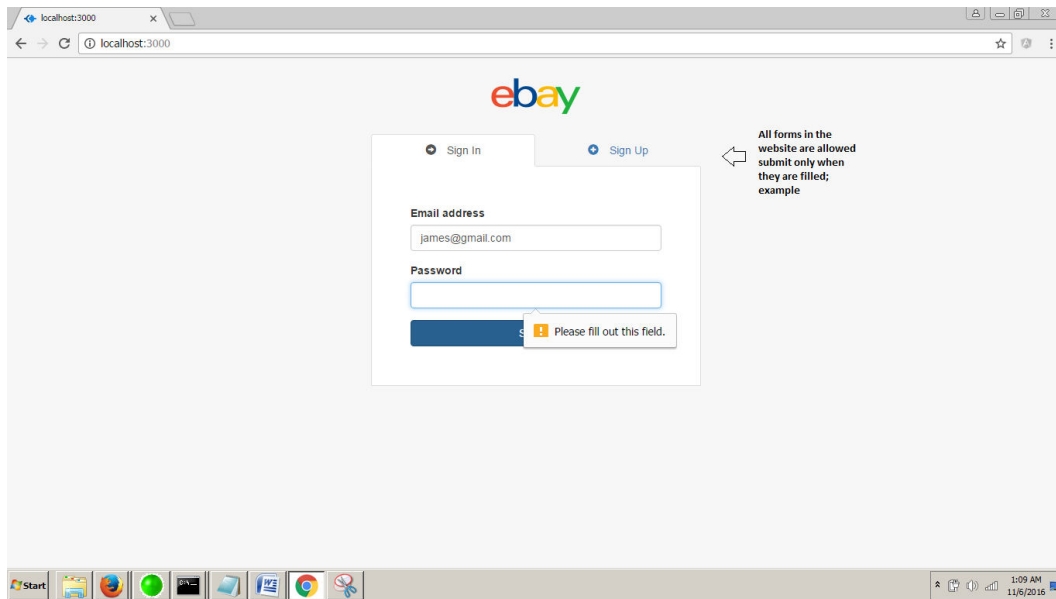 localhost:3000
localhost:3000
ebay
Sign In
Sign Up
All forms in the
website are allowed
submit only when
they are filled;
example
Email address
james@gmail.com
Password
S
Please fill out this field.
Start
1:09 AM
11/6/2016